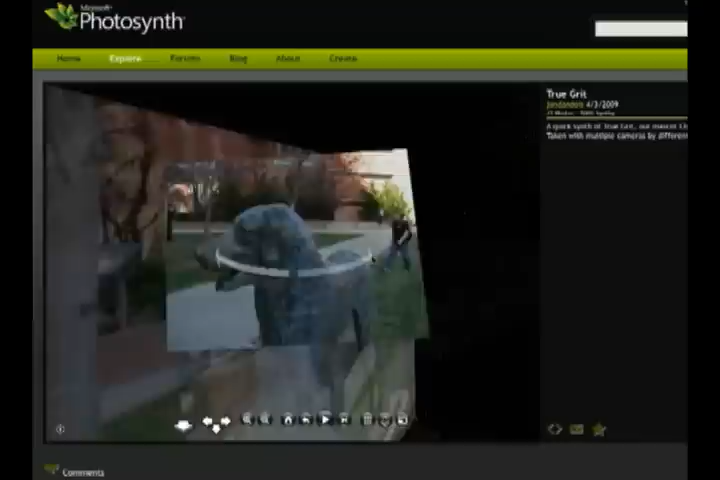 Microsoft
Photosynth
Home Explore Forums Blog About Create
True Grit
4/3/2009
A quick synth of True Grit, our mascot
Taken with multiple cameras by different
Comments